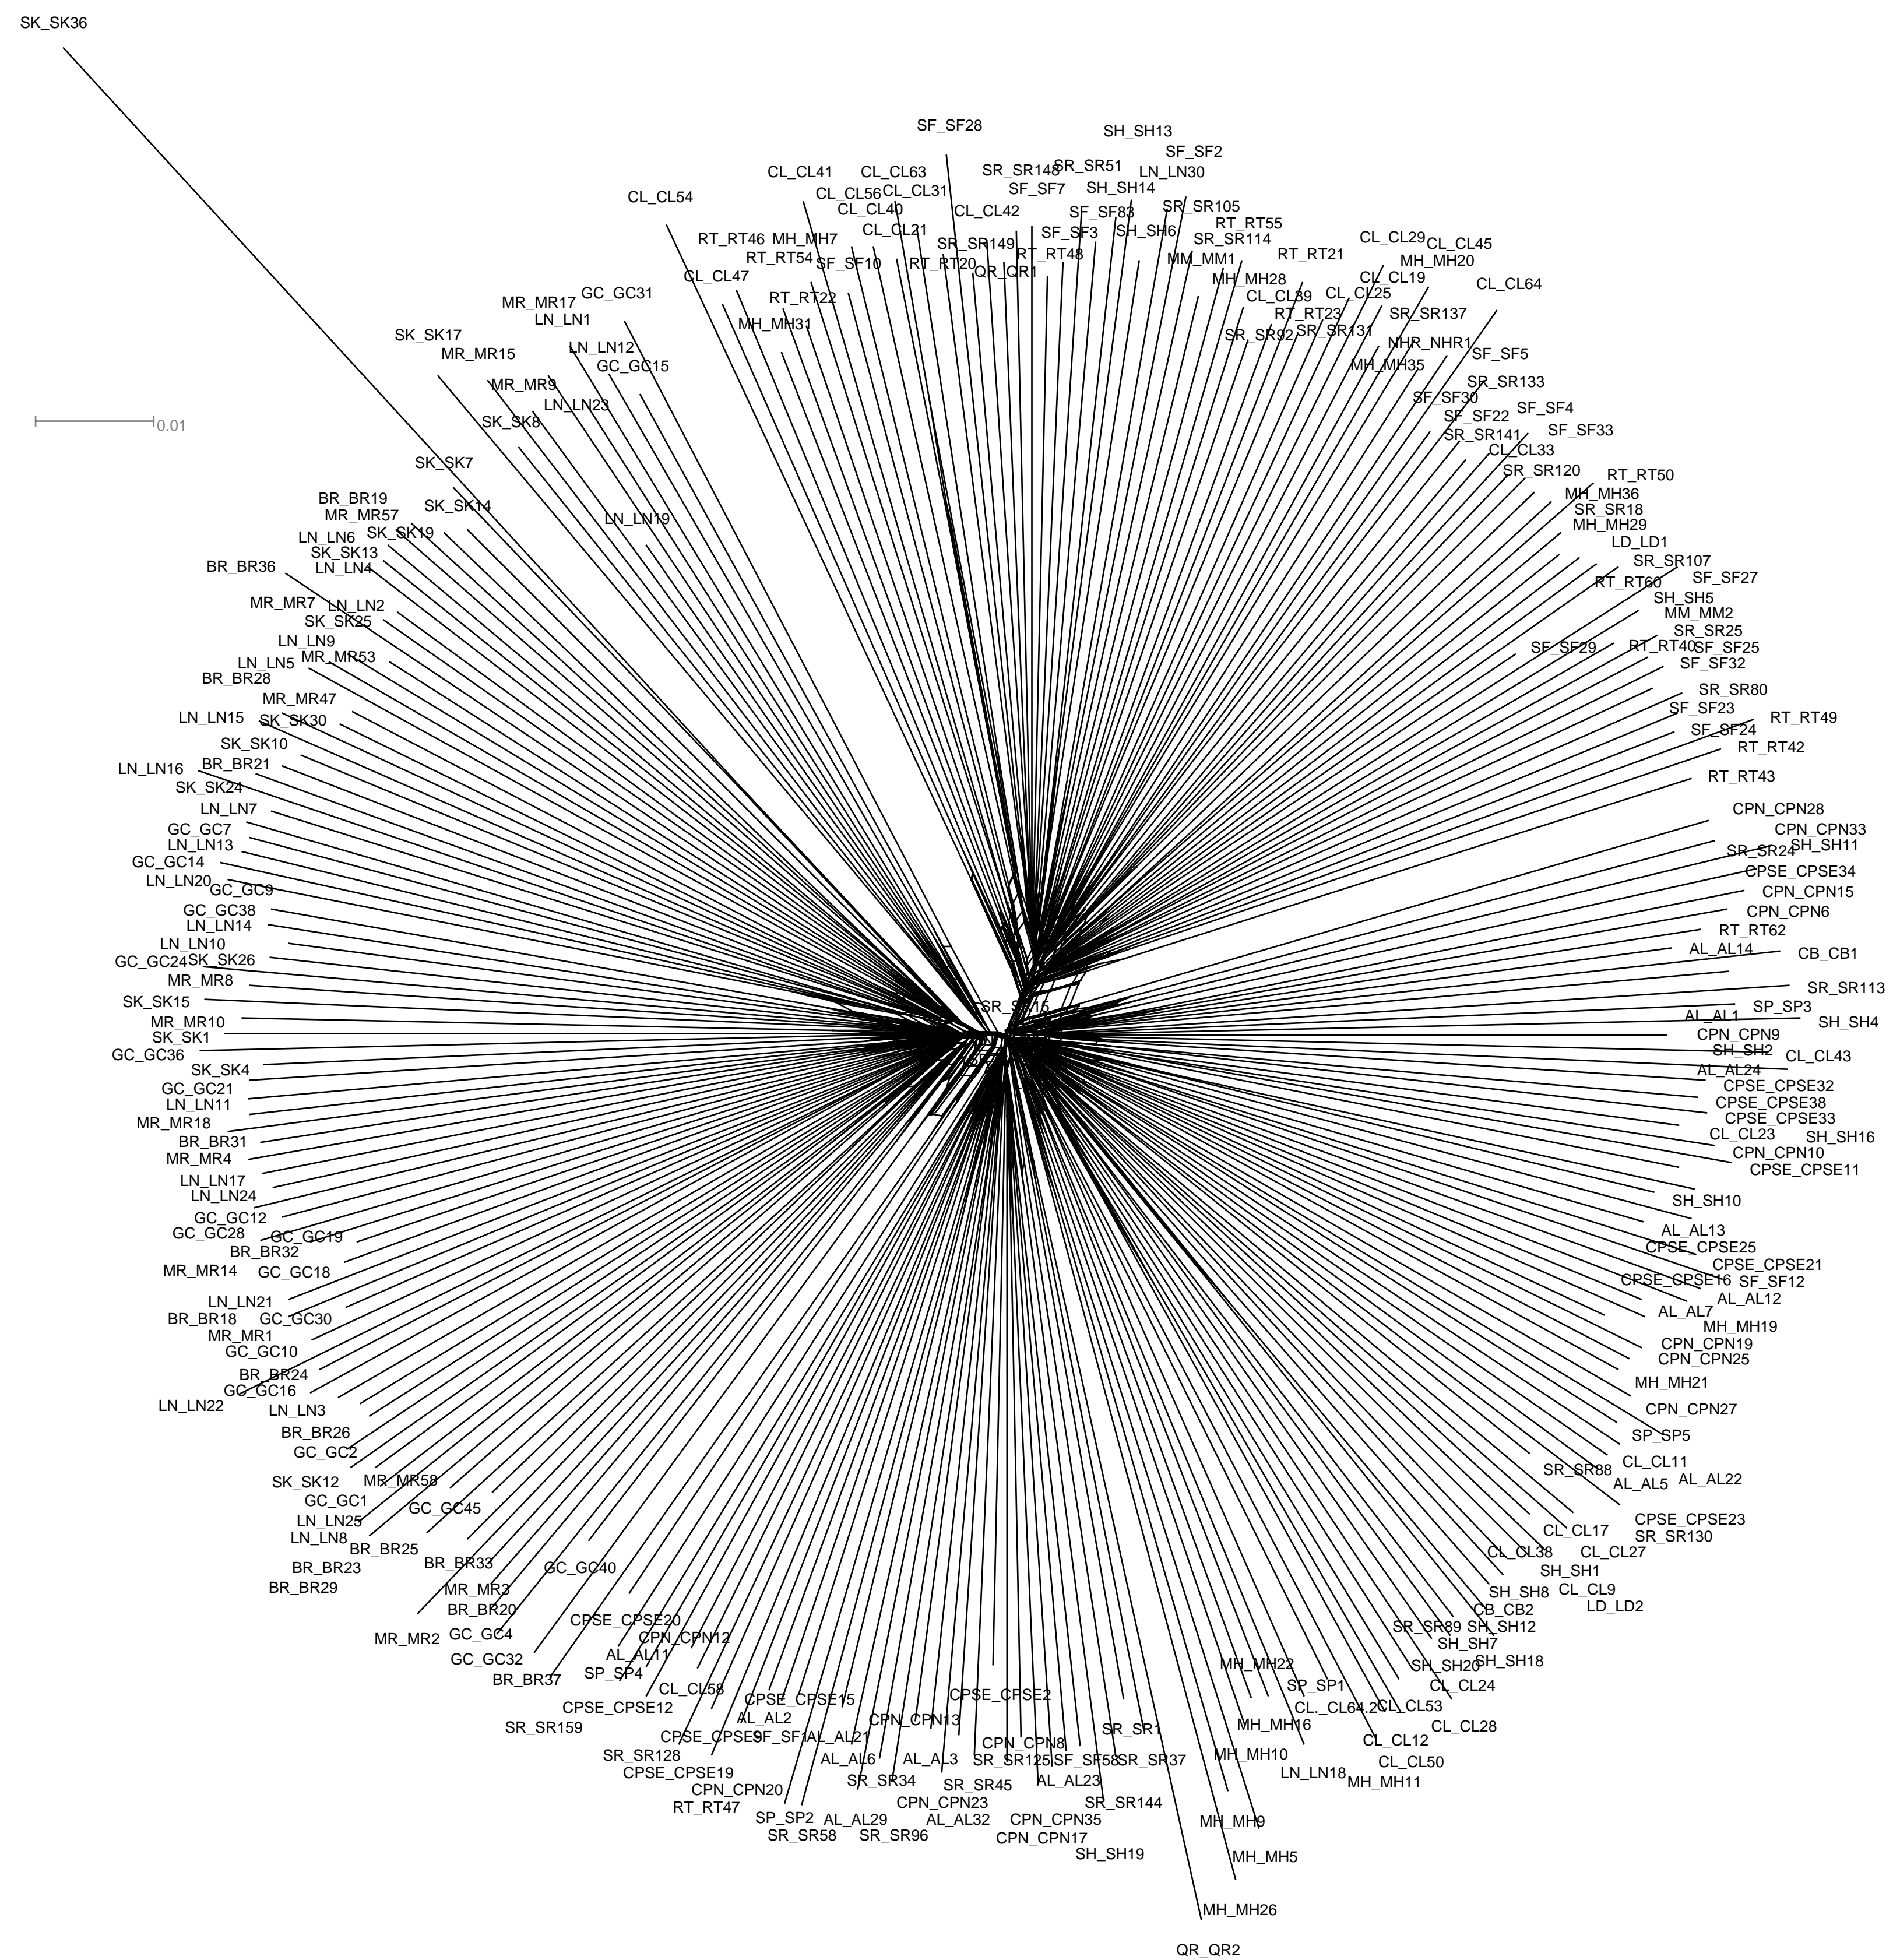 SK_SK36
SF_SF28
SH_SH13
SF_SF2
SR_SR148
SR_SR51
CL_CL41
CL_CL63
LN_LN30
CL_CL54
CL_CL56
CL_CL31
SF_SF7
SH_SH14
CL_CL40
CL_CL42
SF_SF83
SR_SR105
CL_CL21
SF_SF3
SH_SH6
RT_RT55
RT_RT46
MH_MH7
SR_SR149
SR_SR114
CL_CL29
CL_CL45
RT_RT54
SF_SF10
RT_RT20
QR_QR1
RT_RT48
MM_MM1
RT_RT21
MH_MH20
CL_CL47
MH_MH28
CL_CL19
CL_CL64
MR_MR17
GC_GC31
RT_RT22
CL_CL39
CL_CL25
LN_LN1
MH_MH31
RT_RT23
SR_SR137
SK_SK17
SR_SR92
SR_SR131
NHR_NHR1
MR_MR15
LN_LN12
GC_GC15
MH_MH35
SF_SF5
MR_MR9
SR_SR133
LN_LN23
SF_SF30
SF_SF4
SK_SK8
SF_SF22
SF_SF33
0.01
SR_SR141
CL_CL33
SK_SK7
SR_SR120
RT_RT50
BR_BR19
SK_SK14
MH_MH36
MR_MR57
LN_LN19
SR_SR18
LN_LN6
SK_SK19
MH_MH29
SK_SK13
LD_LD1
BR_BR36
LN_LN4
SR_SR107
RT_RT60
SF_SF27
MR_MR7
LN_LN2
SH_SH5
SK_SK25
MM_MM2
LN_LN9
SR_SR25
LN_LN5
MR_MR53
SF_SF29
RT_RT40
SF_SF25
BR_BR28
SF_SF32
MR_MR47
SR_SR80
LN_LN15
SK_SK30
SF_SF23
RT_RT49
SK_SK10
SF_SF24
RT_RT42
LN_LN16
BR_BR21
RT_RT43
SK_SK24
LN_LN7
CPN_CPN28
GC_GC7
CPN_CPN33
LN_LN13
SR_SR24
SH_SH11
GC_GC14
CPSE_CPSE34
LN_LN20
GC_GC9
CPN_CPN15
GC_GC38
CPN_CPN6
LN_LN14
RT_RT62
LN_LN10
AL_AL14
CB_CB1
GC_GC24
SK_SK26
MR_MR8
SR_SR113
SK_SK15
SP_SP3
MR_MR10
AL_AL1
SH_SH4
SK_SK1
CPN_CPN9
GC_GC36
SH_SH2
CL_CL43
SK_SK4
AL_AL24
GC_GC21
CPSE_CPSE32
LN_LN11
CPSE_CPSE38
MR_MR18
CPSE_CPSE33
BR_BR31
CL_CL23
SH_SH16
MR_MR4
CPN_CPN10
LN_LN17
CPSE_CPSE11
LN_LN24
SH_SH10
GC_GC12
GC_GC28
GC_GC19
AL_AL13
BR_BR32
CPSE_CPSE25
MR_MR14
GC_GC18
CPSE_CPSE21
CPSE_CPSE16
SF_SF12
LN_LN21
AL_AL12
BR_BR18
GC_GC30
AL_AL7
MR_MR1
MH_MH19
GC_GC10
CPN_CPN19
BR_BR24
CPN_CPN25
GC_GC16
MH_MH21
LN_LN22
LN_LN3
CPN_CPN27
BR_BR26
SP_SP5
GC_GC2
CL_CL11
SR_SR88
SK_SK12
MR_MR58
AL_AL5
AL_AL22
GC_GC1
GC_GC45
LN_LN25
CPSE_CPSE23
LN_LN8
CL_CL17
SR_SR130
BR_BR25
CL_CL38
CL_CL27
BR_BR23
BR_BR33
GC_GC40
SH_SH1
BR_BR29
MR_MR3
SH_SH8
CL_CL9
BR_BR20
CB_CB2
LD_LD2
CPSE_CPSE20
SR_SR89
SH_SH12
MR_MR2
GC_GC4
CPN_CPN12
SH_SH7
GC_GC32
AL_AL11
MH_MH22
SH_SH20
SH_SH18
BR_BR37
SP_SP4
SP_SP1
CL_CL24
CL_CL58
CPSE_CPSE15
CPSE_CPSE2
CPSE_CPSE12
CL._CL64.2
CL_CL53
SR_SR159
AL_AL2
CPN_CPN13
SR_SR1
MH_MH16
CL_CL28
CPSE_CPSE9
SF_SF1
AL_AL21
CPN_CPN8
CL_CL12
SR_SR128
AL_AL6
AL_AL3
SR_SR125
SF_SF58
SR_SR37
MH_MH10
CL_CL50
CPSE_CPSE19
SR_SR34
SR_SR45
AL_AL23
LN_LN18
MH_MH11
CPN_CPN20
CPN_CPN23
SR_SR144
RT_RT47
SP_SP2
AL_AL29
AL_AL32
CPN_CPN35
MH_MH9
SR_SR58
SR_SR96
CPN_CPN17
SH_SH19
MH_MH5
MH_MH26
QR_QR2